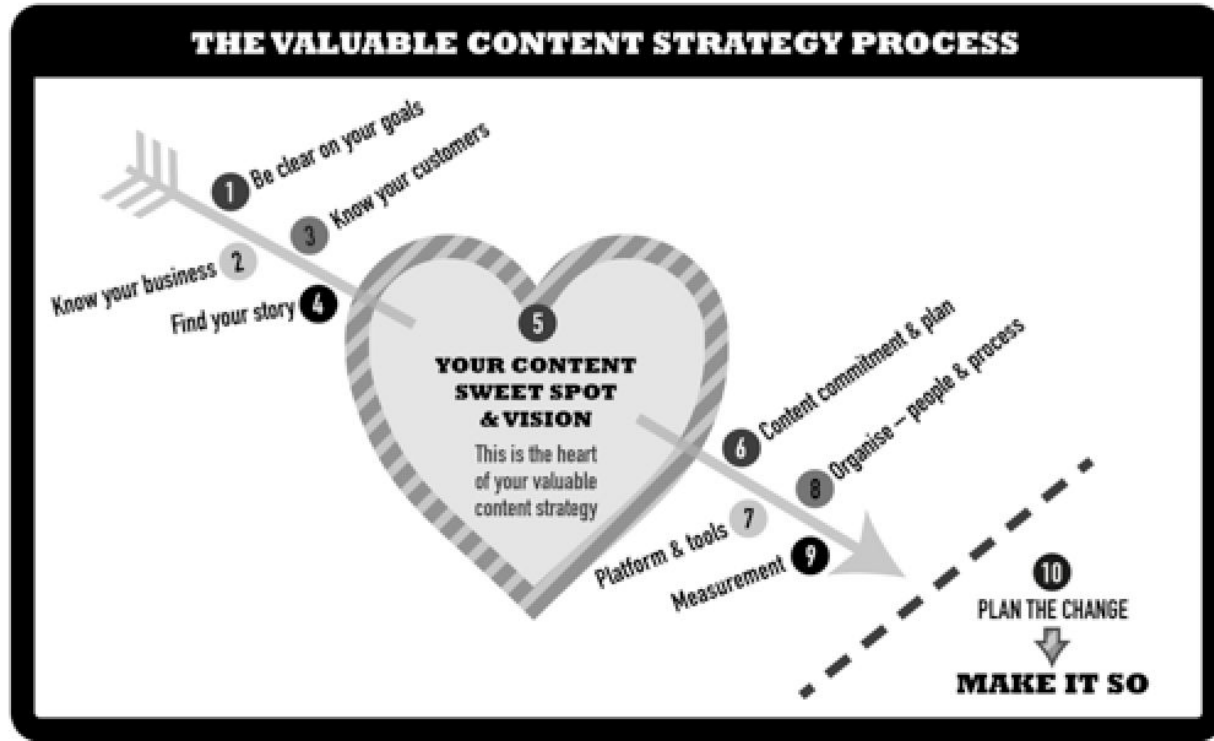 THE VALUABLE CONTENT STRATEGY PROCESS
1 Be clear on your goals
2 Know your business
3 Know your customers
4 Find your story
5
YOUR CONTENT
SWEET SPOT
& VISION
This is the heart
of your valuable
content strategy
6 Content commitment & plan
7 Platform & tools
8 Organise – people & process
9 Measurement
10
PLAN THE CHANGE
MAKE IT SO